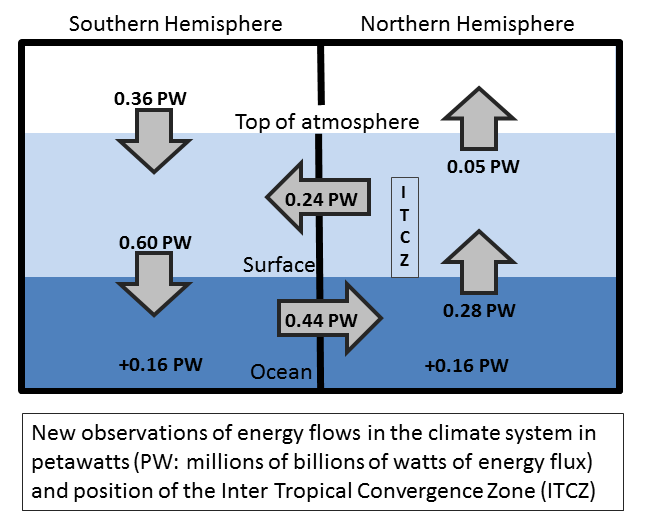 Southern Hemisphere
Northern Hemisphere
0.36 PW
Top of atmosphere
0.05 PW
0.24 PW
I
T
C
Z
0.60 PW
Surface
0.44 PW
0.28 PW
+0.16 PW
Ocean
+0.16 PW
New observations of energy flows in the climate system in
petawatts (PW: millions of billions of watts of energy flux)
and position of the Inter Tropical Convergence Zone (ITCZ)